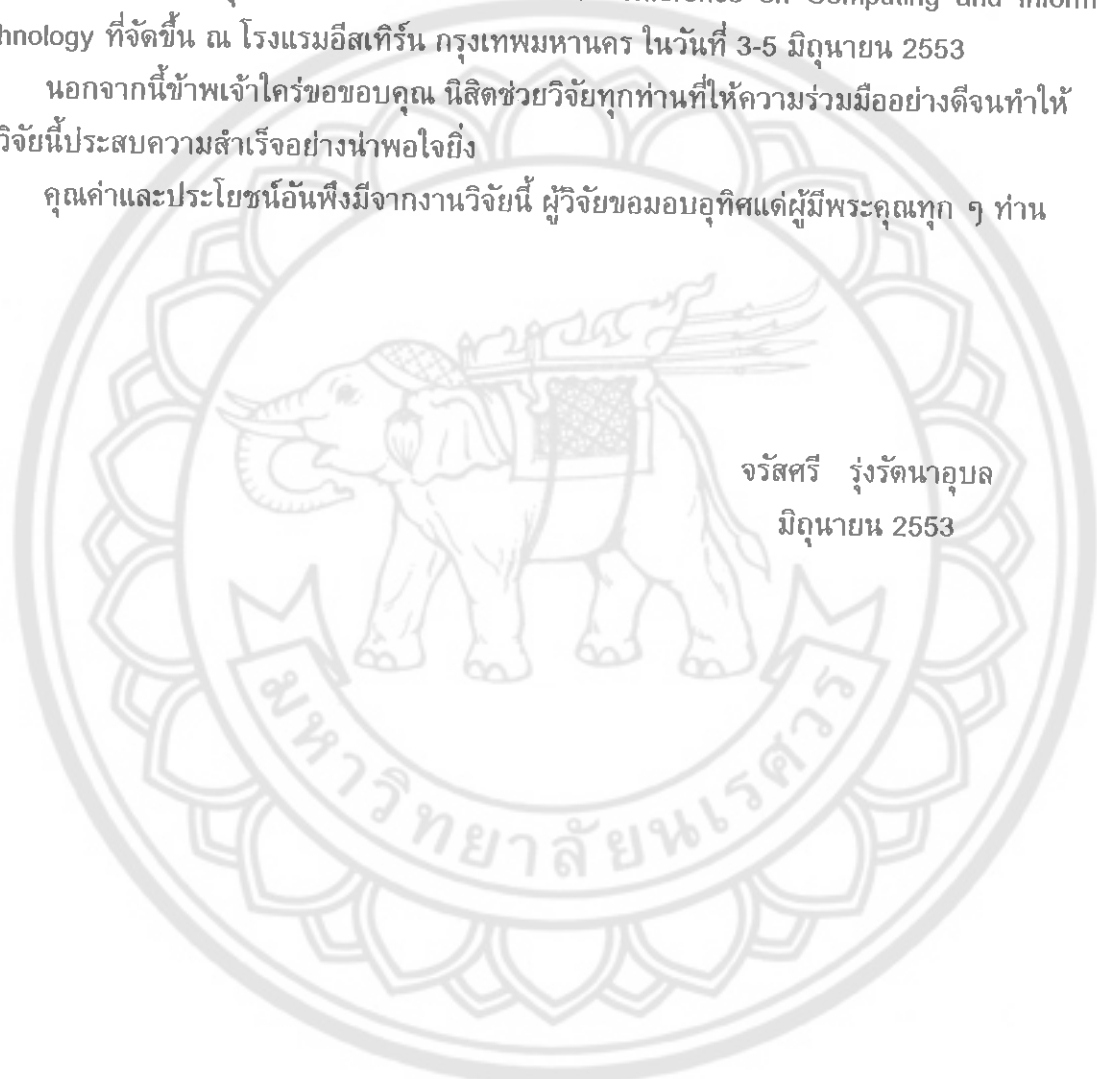 Conference on Computing and Inform
hnology ที่จัดขึ้น ณ โรงแรมอีสเทิร์น กรุงเทพมหานคร ในวันที่ 3-5 มิถุนายน 2553
นอกจากนี้ข้าพเจ้าใคร่ขอขอบคุณ นิสิตช่วยวิจัยทุกท่านที่ให้ความร่วมมืออย่างดีจนทำให้
วิจัยนี้ประสบความสำเร็จอย่างน่าพอใจยิ่ง
คุณค่าและประโยชน์อันพึงมีจากงานวิจัยนี้ ผู้วิจัยขอมอบอุทิศแด่ผู้มีพระคุณทุก ๆ ท่าน
จรัสศรี รุ่งรัตนาอุบล
มิถุนายน 2553
มหาวิทยาลัยนเรศวร